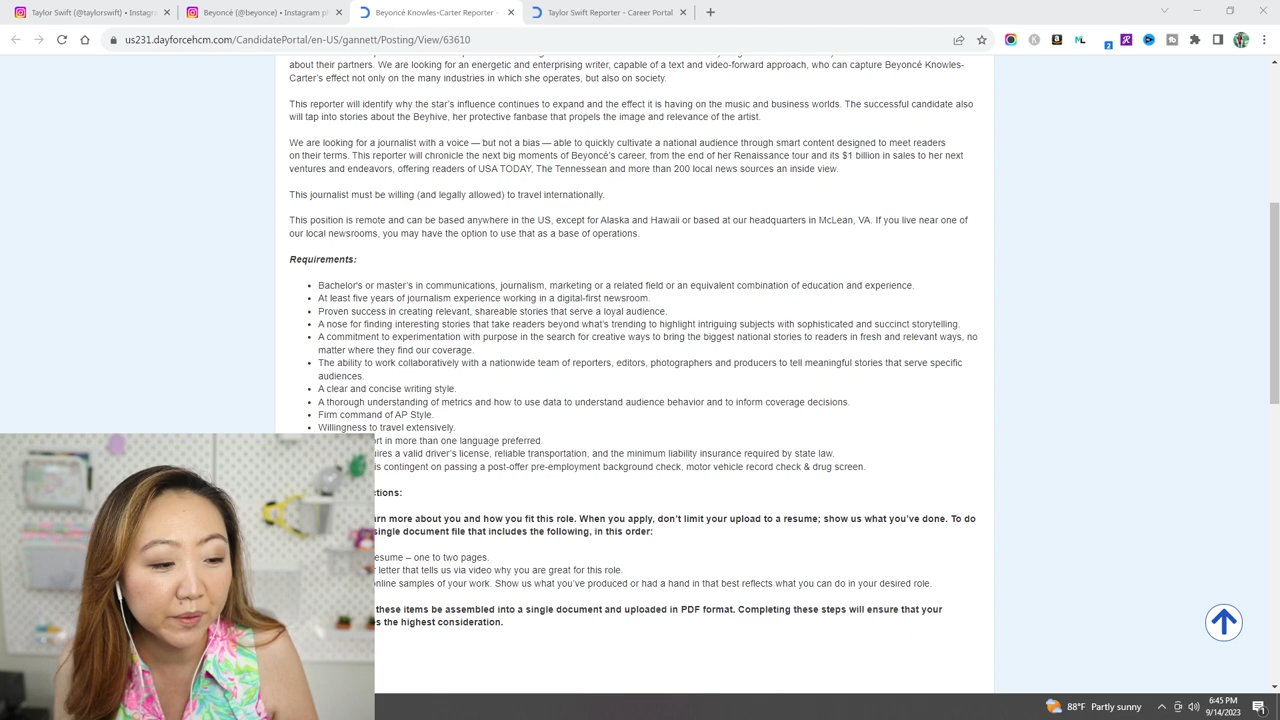 Taylor Swift (@taylorswift) • Instagr
Beyoncé (@beyonce) • Instagram p
Beyoncé Knowles-Carter Reporter -
Taylor Swift Reporter - Career Portal
us231.dayforcehcm.com/CandidatePortal/en-US/gannett/Posting/View/63610
about their partners. We are looking for an energetic and enterprising writer, capable of a text and video-forward approach, who can capture Beyoncé Knowles-
Carter’s effect not only on the many industries in which she operates, but also on society.
This reporter will identify why the star’s influence continues to expand and the effect it is having on the music and business worlds. The successful candidate also
will tap into stories about the Beyhive, her protective fanbase that propels the image and relevance of the artist.
We are looking for a journalist with a voice — but not a bias — able to quickly cultivate a national audience through smart content designed to meet readers
on their terms. This reporter will chronicle the next big moments of Beyoncé’s career, from the end of her Renaissance tour and its $1 billion in sales to her next
ventures and endeavors, offering readers of USA TODAY, The Tennessean and more than 200 local news sources an inside view.
This journalist must be willing (and legally allowed) to travel internationally.
This position is remote and can be based anywhere in the US, except for Alaska and Hawaii or based at our headquarters in McLean, VA. If you live near one of
our local newsrooms, you may have the option to use that as a base of operations.
Requirements:
• Bachelor's or master’s in communications, journalism, marketing or a related field or an equivalent combination of education and experience.
• At least five years of journalism experience working in a digital-first newsroom.
• Proven success in creating relevant, shareable stories that serve a loyal audience.
• A nose for finding interesting stories that take readers beyond what’s trending to highlight intriguing subjects with sophisticated and succinct storytelling.
• A commitment to experimentation with purpose in the search for creative ways to bring the biggest national stories to readers in fresh and relevant ways, no
matter where they find our coverage.
• The ability to work collaboratively with a nationwide team of reporters, editors, photographers and producers to tell meaningful stories that serve specific
audiences.
• A clear and concise writing style.
• A thorough understanding of metrics and how to use data to understand audience behavior and to inform coverage decisions.
• Firm command of AP Style.
• Willingness to travel extensively.
rt in more than one language preferred.
uires a valid driver’s license, reliable transportation, and the minimum liability insurance required by state law.
is contingent on passing a post-offer pre-employment background check, motor vehicle record check & drug screen.
ctions:
arn more about you and how you fit this role. When you apply, don’t limit your upload to a resume; show us what you’ve done. To do
single document file that includes the following, in this order:
esume – one to two pages.
letter that tells us via video why you are great for this role.
online samples of your work. Show us what you’ve produced or had a hand in that best reflects what you can do in your desired role.
these items be assembled into a single document and uploaded in PDF format. Completing these steps will ensure that your
s the highest consideration.
88°F Partly sunny
6:45 PM
9/14/2023